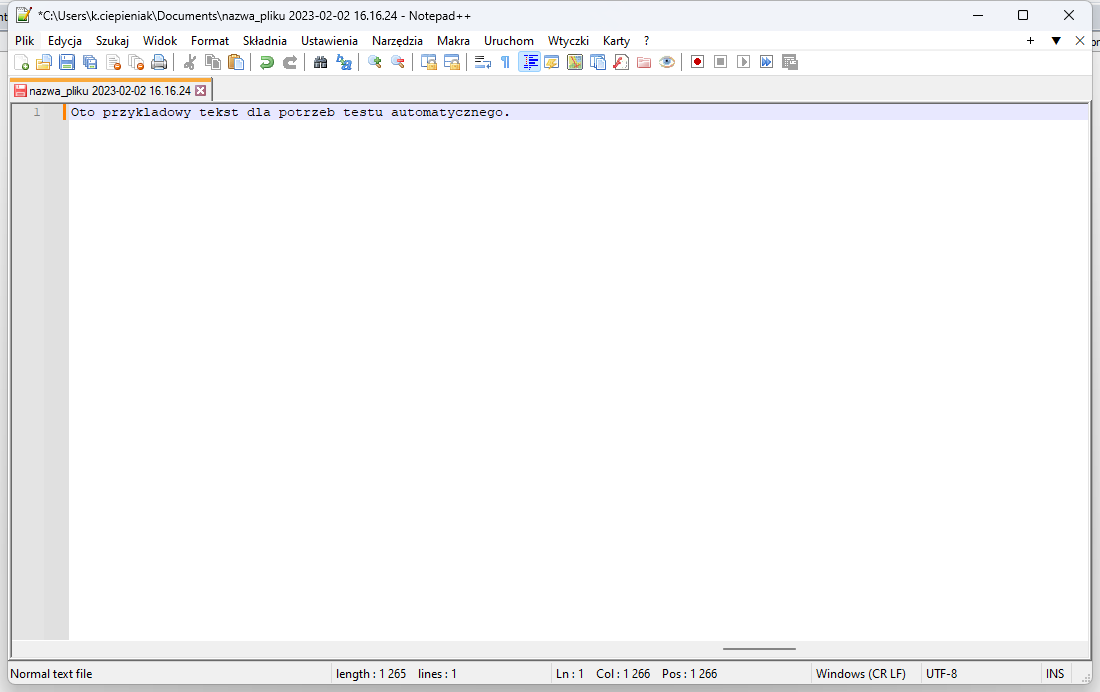 *C:\Users\k.ciepieniak\Documents\nazwa_pliku 2023-02-02 16.16.24 - Notepad++
Plik Edycja Szukaj Widok Format Składnia Ustawienia Narzędzia Makra Uruchom Wtyczki Karty ?
nazwa_pliku 2023-02-02 16.16.24
1 Oto przykladowy tekst dla potrzeb testu automatycznego.
Normal text file length : 1 265 lines : 1 Ln : 1 Col : 1 266 Pos : 1 266 Windows (CR LF) UTF-8 INS